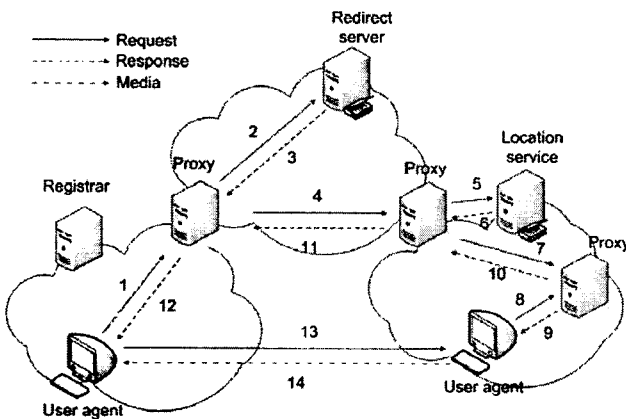 Redirect
server
Request
Response
Media
2
3
Location
service
Proxy
Proxy
Registrar
4
5
6
11
7
Proxy
10
1
12
8
9
13
14
User agent
User agent